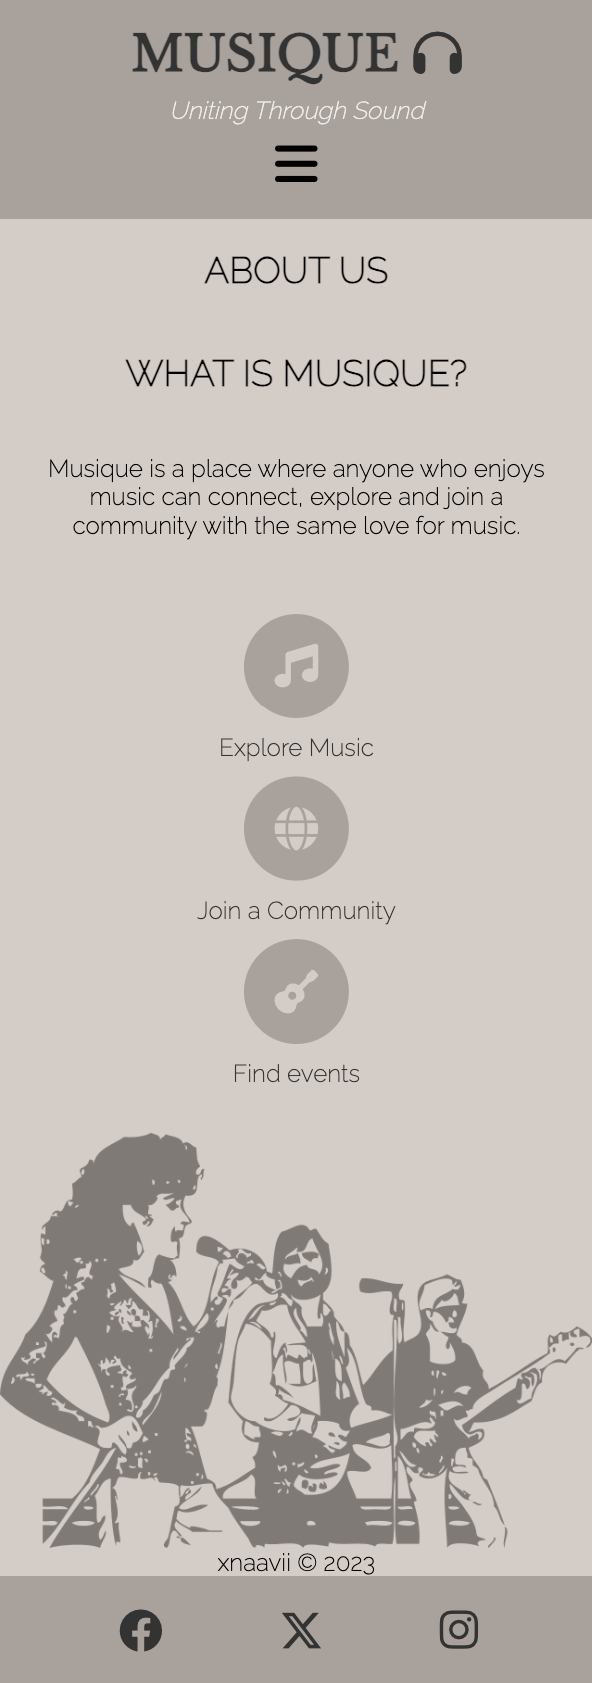 MUSIQUE
Uniting Through Sound
ABOUT US
WHAT IS MUSIQUE?
Musique is a place where anyone who enjoys
music can connect, explore and join a
community with the same love for music.
Explore Music
Join a Community
Find events
xnaavii © 2023